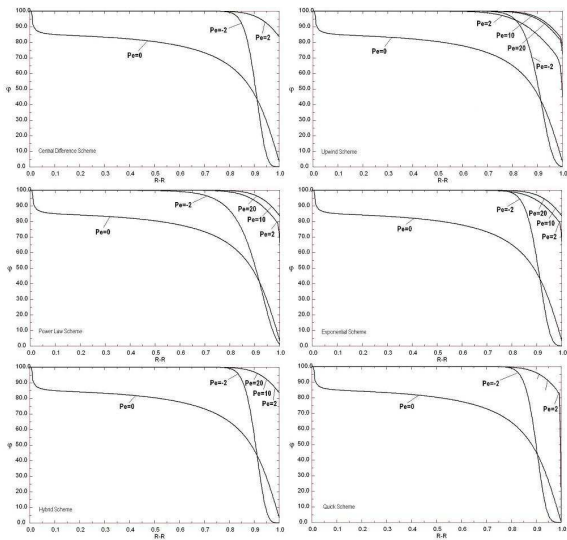 100.0
90.0
80.0
70.0
60.0
50.0
40.0
30.0
20.0
10.0
0.0
φ
Pe=-2
Pe=2
Pe=0
Central Difference Scheme
0.0 0.1 0.2 0.3 0.4 0.5 0.6 0.7 0.8 0.9 1.0
R-R
100.0
90.0
80.0
70.0
60.0
50.0
40.0
30.0
20.0
10.0
0.0
φ
Pe=2
Pe=10
Pe=20
Pe=-2
Pe=0
Upwind Scheme
0.0 0.1 0.2 0.3 0.4 0.5 0.6 0.7 0.8 0.9 1.0
R-R
100.0
90.0
80.0
70.0
60.0
50.0
40.0
30.0
20.0
10.0
0.0
φ
Pe=-2
Pe=20
Pe=10
Pe=2
Pe=0
Power Law Scheme
0.0 0.1 0.2 0.3 0.4 0.5 0.6 0.7 0.8 0.9 1.0
R-R
100.0
90.0
80.0
70.0
60.0
50.0
40.0
30.0
20.0
10.0
0.0
φ
Pe=-2
Pe=20
Pe=10
Pe=2
Pe=0
Exponential Scheme
0.0 0.1 0.2 0.3 0.4 0.5 0.6 0.7 0.8 0.9 1.0
R-R
100.0
90.0
80.0
70.0
60.0
50.0
40.0
30.0
20.0
10.0
0.0
φ
Pe=-2
Pe=20
Pe=10
Pe=2
Pe=0
Hybrid Scheme
0.0 0.1 0.2 0.3 0.4 0.5 0.6 0.7 0.8 0.9 1.0
R-R
100.0
90.0
80.0
70.0
60.0
50.0
40.0
30.0
20.0
10.0
0.0
φ
Pe=-2
Pe=2
Pe=0
Quick Scheme
0.0 0.1 0.2 0.3 0.4 0.5 0.6 0.7 0.8 0.9 1.0
R-R